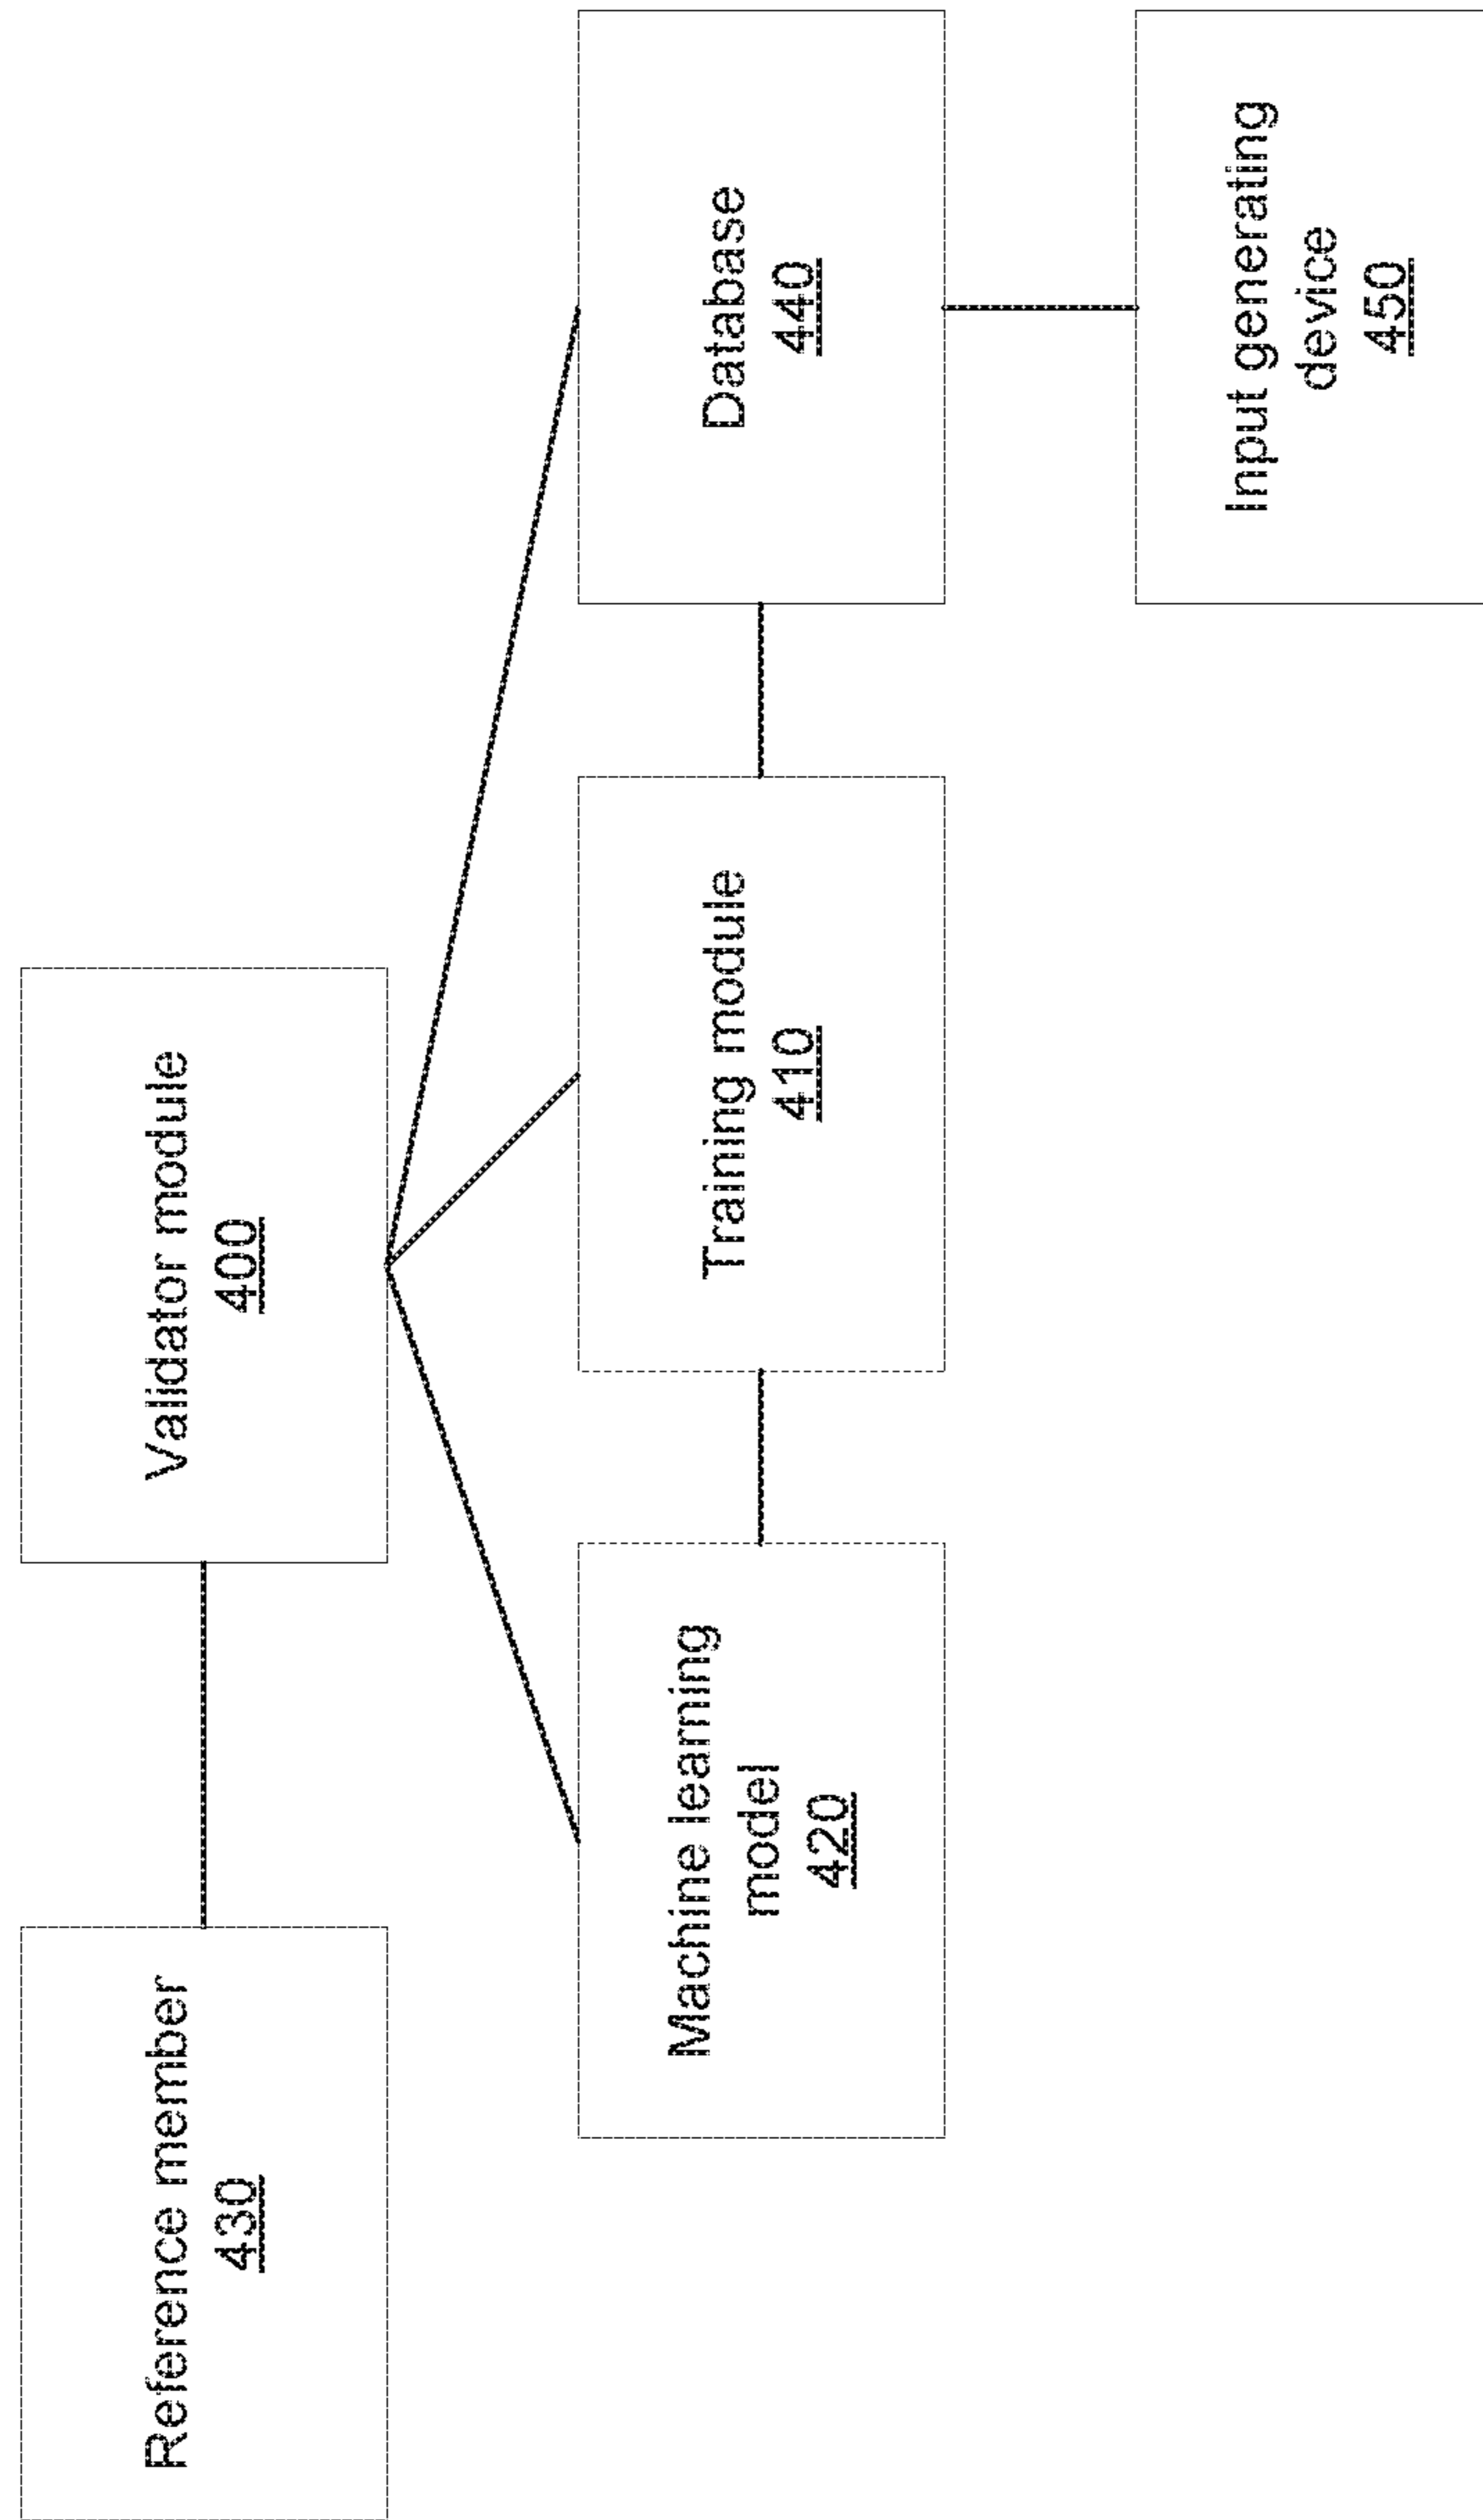 Reference member
430
Validator module
400
Machine learning
model
420
Training module
410
Database
440
Input generating
device
450